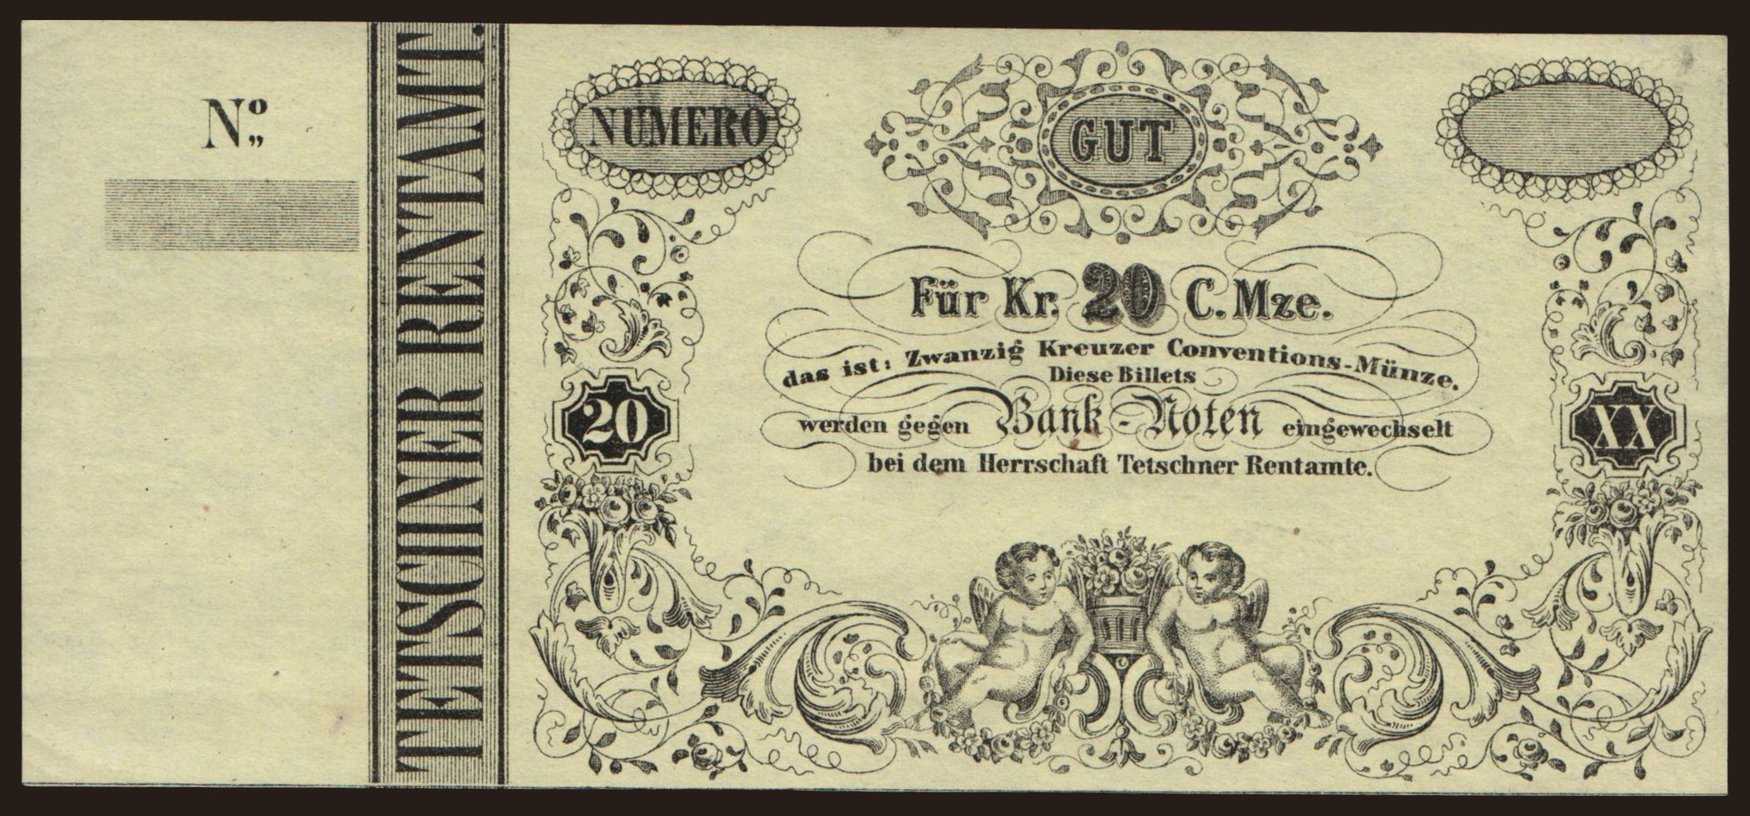 Nº„
TETSCHNER RENTAMT.
NUMERO
GUT
Für Kr. 20 C. Mze.
das ist: Zwanzig Kreuzer Conventions-Münze.
Diese Billets
werden gegen Bank-Noten eingewechselt
bei dem Herrschaft Tetschner Rentamte.
20
XX